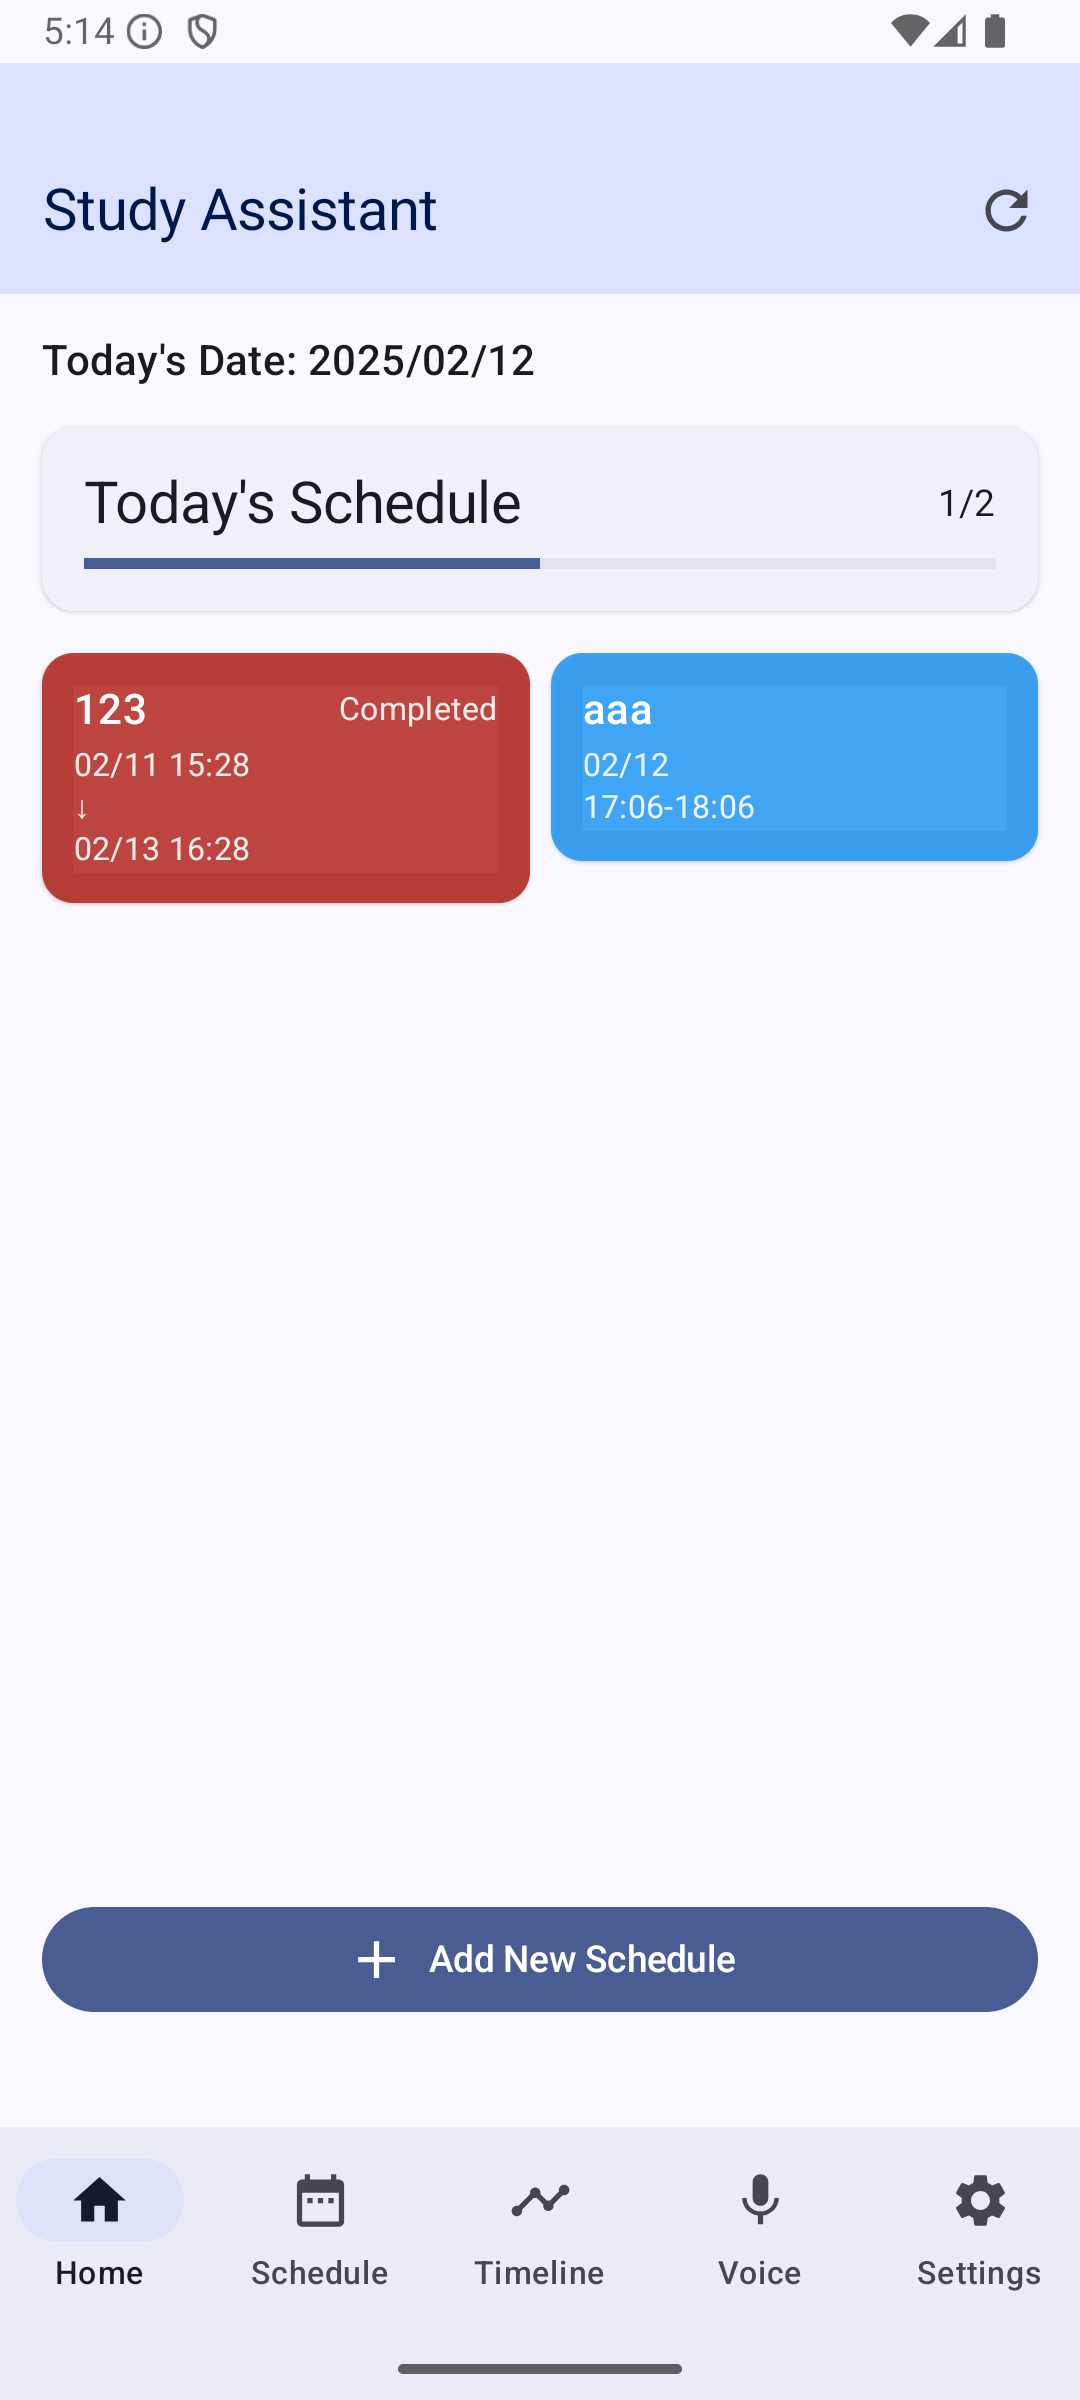 5:14
Study Assistant
Today's Date: 2025/02/12
Today's Schedule
1/2
123
Completed
02/11 15:28
↓
02/13 16:28
aaa
02/12
17:06-18:06
Add New Schedule
Home
Schedule
Timeline
Voice
Settings